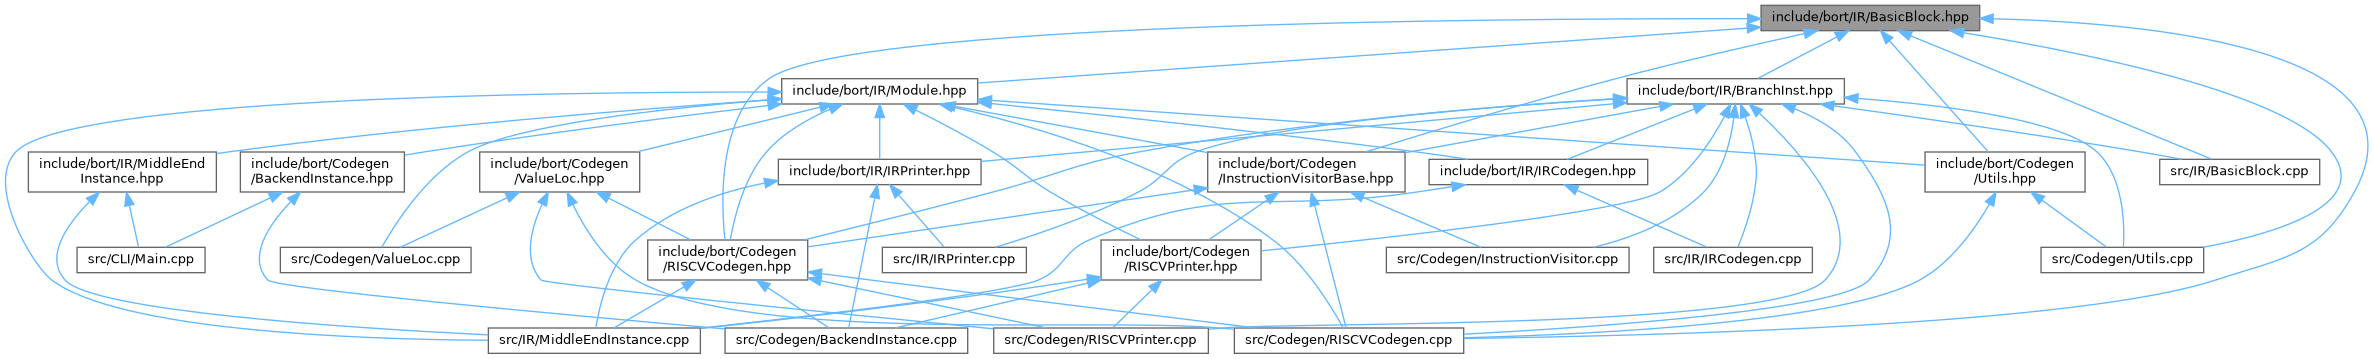 include/bort/IR/BasicBlock.hpp
include/bort/IR/Module.hpp
include/bort/IR/BranchInst.hpp
include/bort/IR/MiddleEnd
Instance.hpp
include/bort/Codegen
/BackendInstance.hpp
include/bort/Codegen
/ValueLoc.hpp
include/bort/IR/IRPrinter.hpp
include/bort/Codegen
/InstructionVisitorBase.hpp
include/bort/IR/IRCodegen.hpp
include/bort/Codegen
/Utils.hpp
src/IR/BasicBlock.cpp
src/CLI/Main.cpp
src/Codegen/ValueLoc.cpp
include/bort/Codegen
/RISCVCodegen.hpp
src/IR/IRPrinter.cpp
include/bort/Codegen
/RISCVPrinter.hpp
src/Codegen/InstructionVisitor.cpp
src/IR/IRCodegen.cpp
src/Codegen/Utils.cpp
src/IR/MiddleEndInstance.cpp
src/Codegen/BackendInstance.cpp
src/Codegen/RISCVPrinter.cpp
src/Codegen/RISCVCodegen.cpp